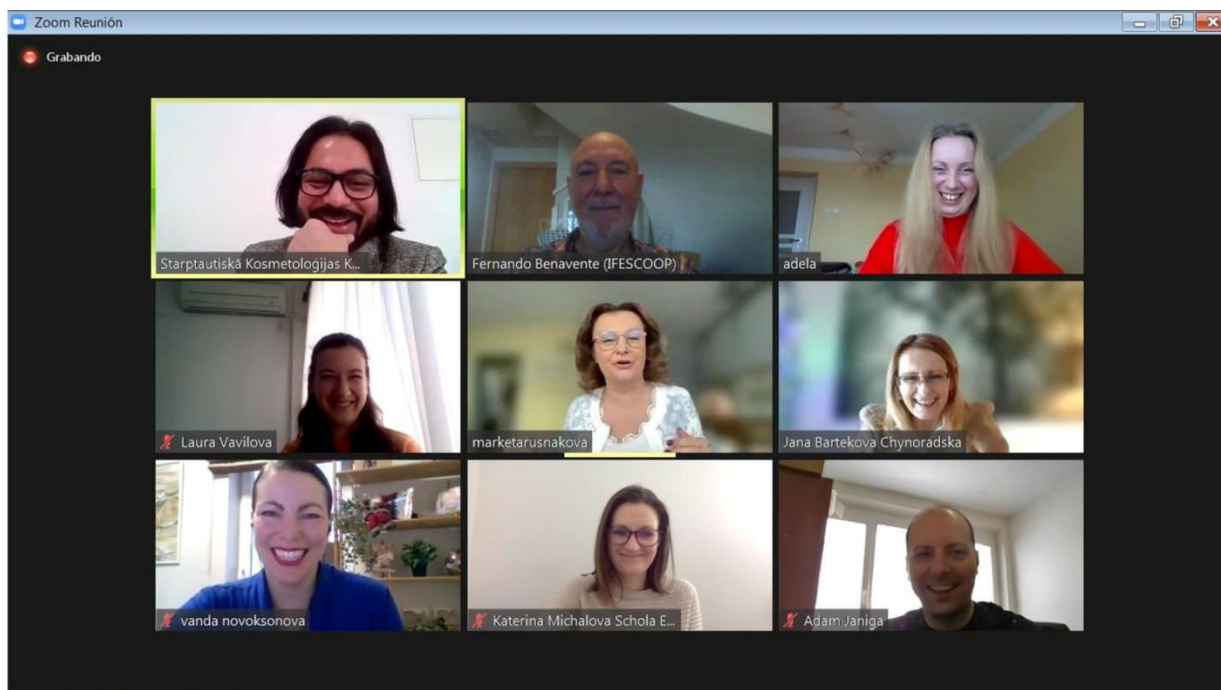 Zoom Reunión
Grabando
Starptautiskā Kosmetoloģijas K...
Fernando Benavente (IFESCOOP)
adela
Laura Vavilova
marketarusnakova
Jana Bartekova Chynoradska
vanda novoksonova
Katerina Michalova Schola E...
Adam Janiga